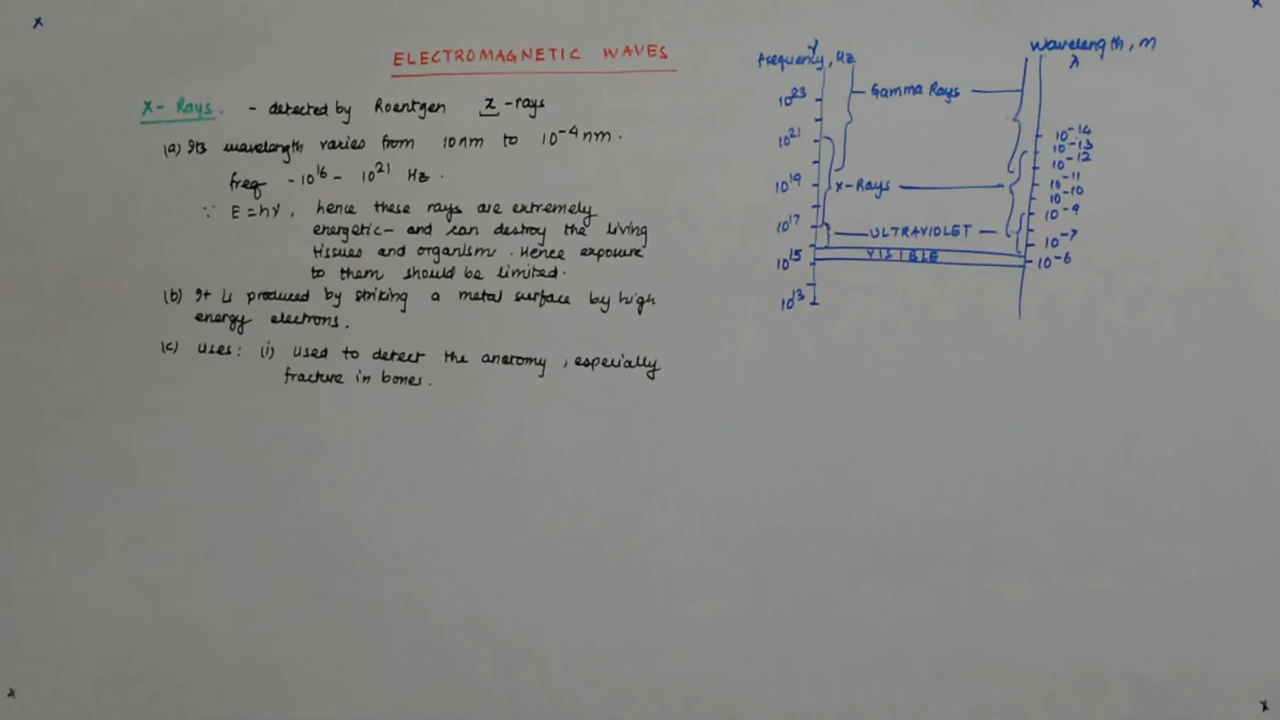 ELECTROMAGNETIC WAVES
X-Rays. - detected by Roentgen x-rays
(a) Its wavelength varies from 10nm to 10⁻⁴nm.
freq - 10¹⁶ - 10²¹ Hz.
∵ E=hγ, hence these rays are extremely
energetic- and can destroy the living
tissues and organism. Hence exposure
to them should be limited.
(b) It is produced by striking a metal surface by high
energy electrons.
(c) Uses: (i) Used to detect the anatomy, especially
fracture in bones.
γ
frequency, Hz
10²³
10²¹
10¹⁹
10¹⁷
10¹⁵
10¹³
Gamma Rays
X-Rays
ULTRAVIOLET
VISIBLE
Wavelength, m
λ
10⁻¹⁴
10⁻¹³
10⁻¹²
10⁻¹¹
10⁻¹⁰
10⁻⁹
10⁻⁷
10⁻⁶